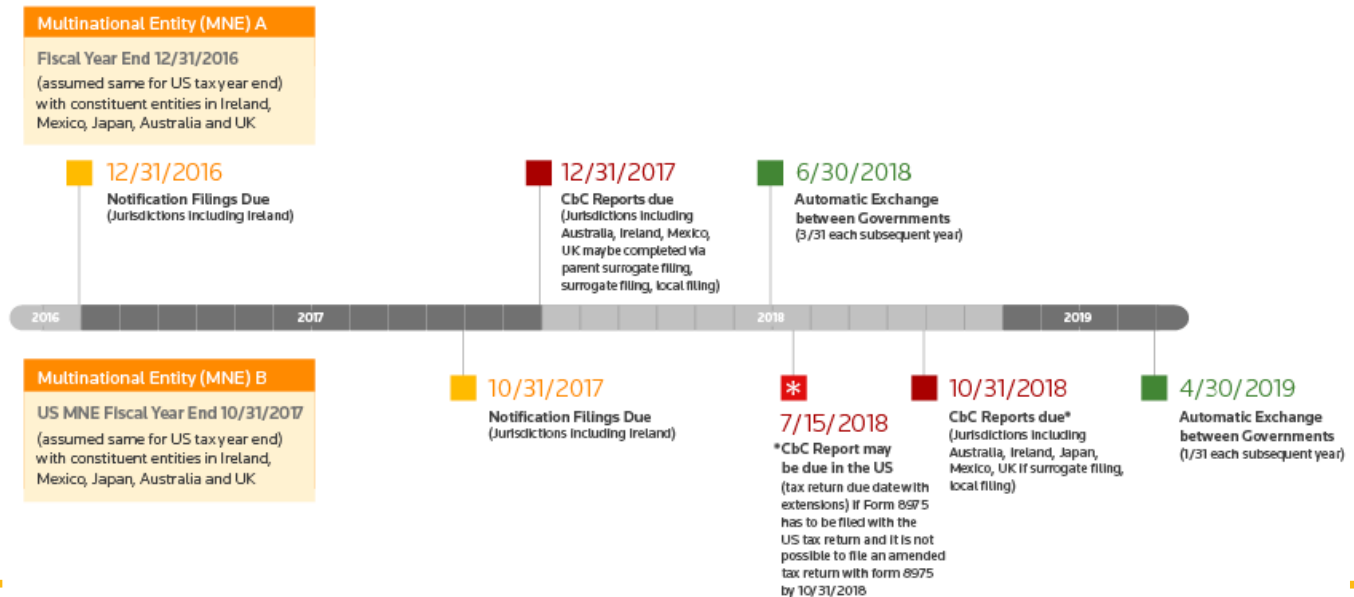 Multinational Entity (MNE) A
Fiscal Year End 12/31/2016
(assumed same for US tax year end)
with constituent entities in Ireland,
Mexico, Japan, Australia and UK
12/31/2016
Notification Filings Due
(Jurisdictions including Ireland)
12/31/2017
CbC Reports due
(Jurisdictions including
Australia, Ireland, Mexico,
UK maybe completed via
parent surrogate filing,
surrogate filing, local filing)
6/30/2018
Automatic Exchange
between Governments
(3/31 each subsequent year)
2016
2017
2018
2019
Multinational Entity (MNE) B
US MNE Fiscal Year End 10/31/2017
(assumed same for US tax year end)
with constituent entities in Ireland,
Mexico, Japan, Australia and UK
10/31/2017
Notification Filings Due
(Jurisdictions including Ireland)
*
7/15/2018
*CbC Report may
be due in the US
(tax return due date with
extensions) if Form 8975
has to be filed with the
US tax return and it is not
possible to file an amended
tax return with form 8975
by 10/31/2018
10/31/2018
CbC Reports due*
(Jurisdictions including
Australia, Ireland, Japan,
Mexico, UK if surrogate filing,
local filing)
4/30/2019
Automatic Exchange
between Governments
(1/31 each subsequent year)